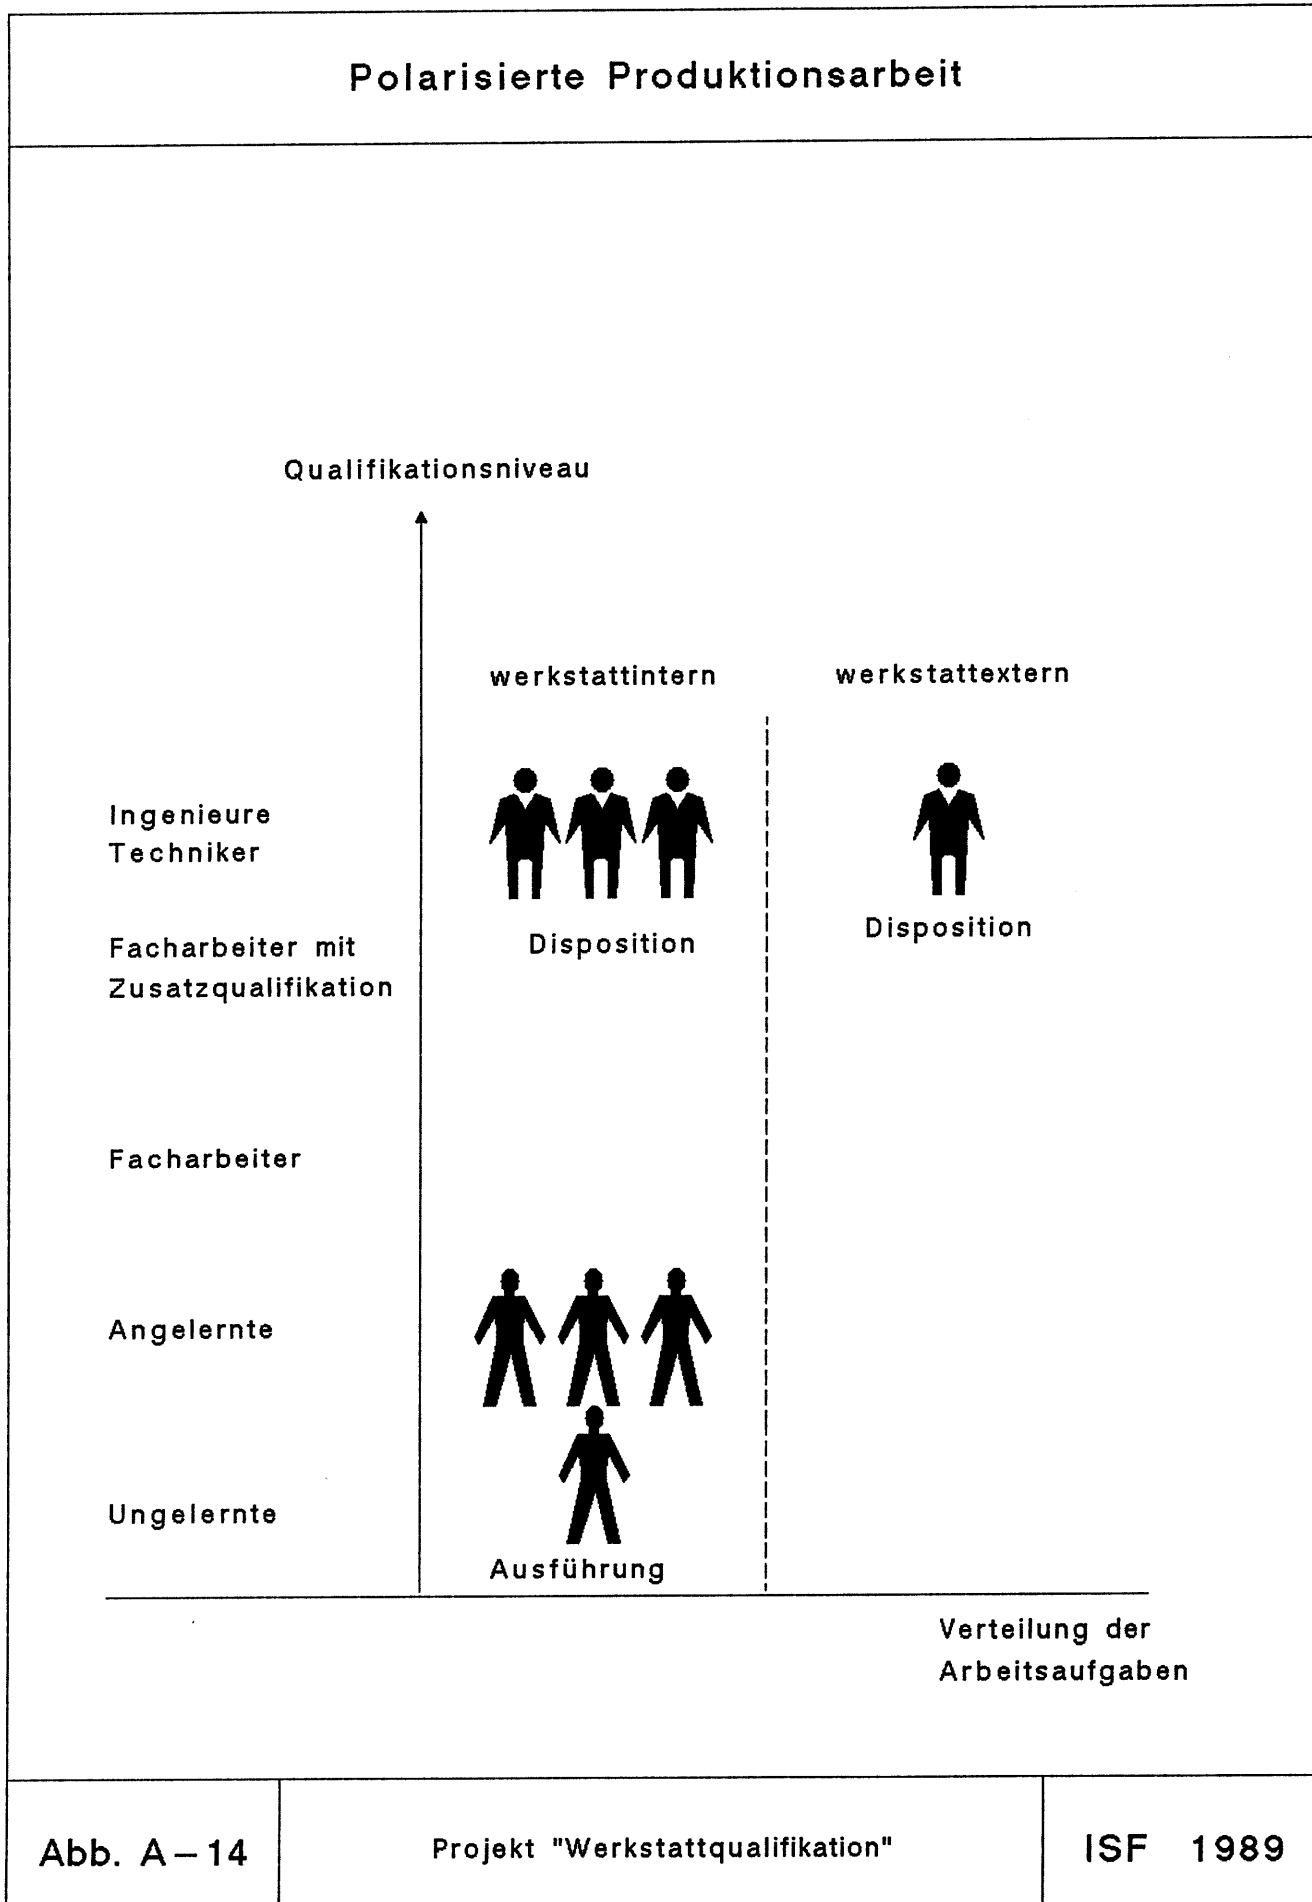 Polarisierte Produktionsarbeit
Qualifikationsniveau
werkstattintern
werkstattextern
Ingenieure
Techniker
Disposition
Disposition
Facharbeiter mit
Zusatzqualifikation
Facharbeiter
Angelernte
Ungelernte
Ausführung
Verteilung der
Arbeitsaufgaben
Abb. A – 14
Projekt "Werkstattqualifikation"
ISF 1989